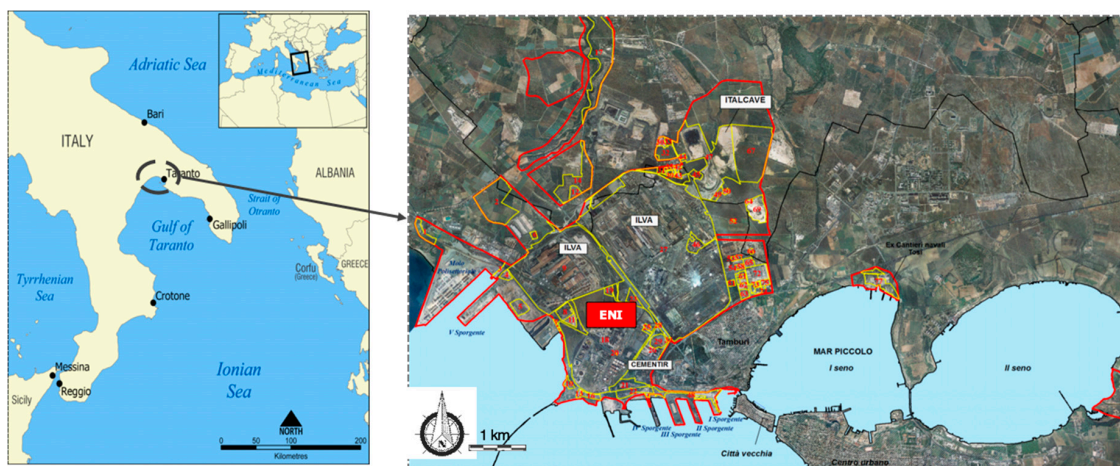 Adriatic Sea
Mediterranean Sea
Bari
ITALY
ALBANIA
Taranto
Strait of
Otranto
Gulf of
Taranto
Gallipoli
GREECE
Corfu
(Greece)
Tyrrhenian
Sea
Crotone
Messina
Reggio
Sicily
Ionian
Sea
NORTH
0 50 100 200
Kilometres
ITALCAVE
ILVA
ILVA
Ex Cantieri navali
Tosi
Molo
Polisettoriale
V Sporgente
ENI
Tamburi
CEMENTIR
MAR PICCOLO
I seno
II seno
N
1 km
IV Sporgente
III Sporgente
II Sporgente
I Sporgente
Città vecchia
Centro urbano